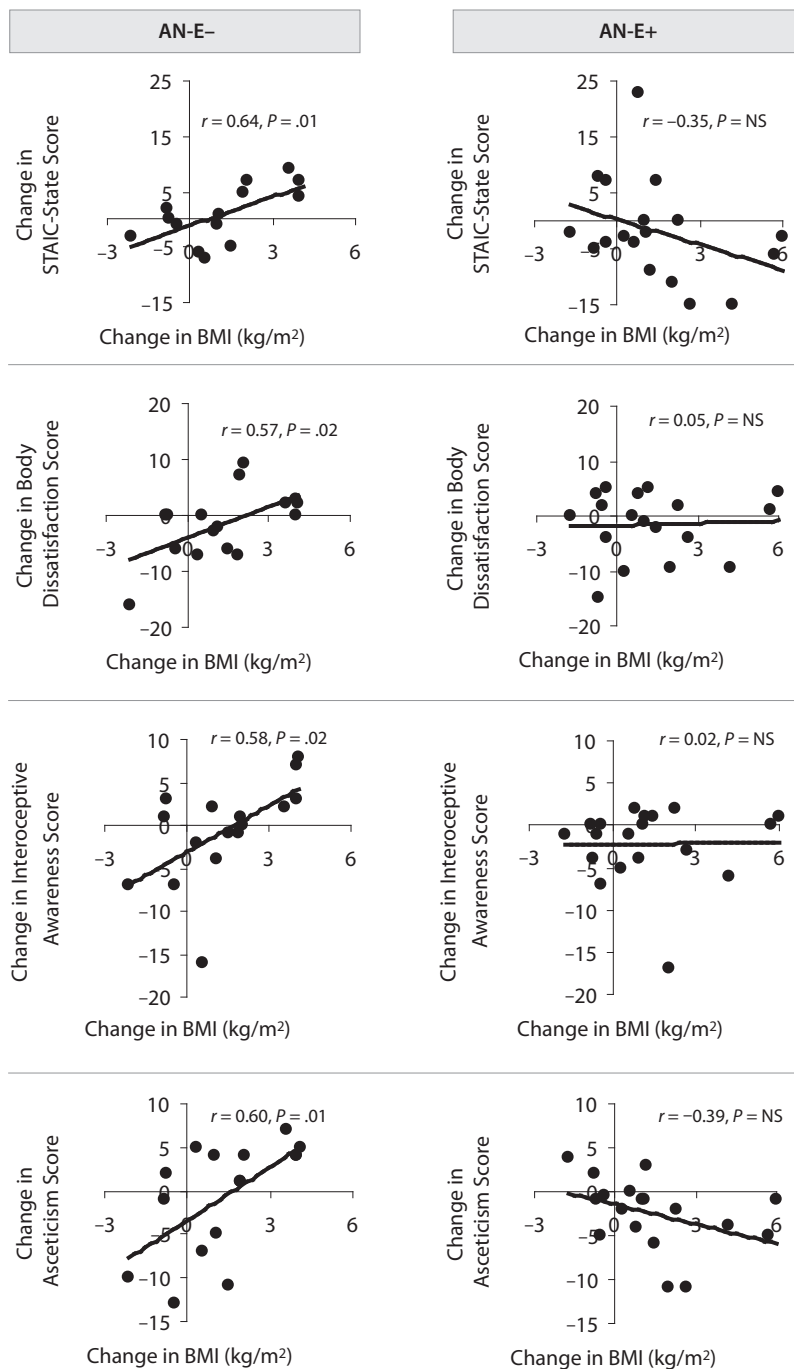 AN-E–
AN-E+
25
15
5
–5
–15
–3
0
3
6
r = 0.64, P = .01
Change in
STAIC-State Score
Change in BMI (kg/m²)
25
15
5
–5
–15
–3
0
3
6
r = –0.35, P = NS
Change in
STAIC-State Score
Change in BMI (kg/m²)
20
10
0
–10
–20
–3
0
3
6
r = 0.57, P = .02
Change in Body
Dissatisfaction Score
Change in BMI (kg/m²)
20
10
0
–10
–20
–3
0
3
6
r = 0.05, P = NS
Change in Body
Dissatisfaction Score
Change in BMI (kg/m²)
10
5
0
–5
–10
–15
–20
–3
0
3
6
r = 0.58, P = .02
Change in Interoceptive
Awareness Score
Change in BMI (kg/m²)
10
5
0
–5
–10
–15
–20
–3
0
3
6
r = 0.02, P = NS
Change in Interoceptive
Awareness Score
Change in BMI (kg/m²)
10
5
0
–5
–10
–15
–3
0
3
6
r = 0.60, P = .01
Change in
Asceticism Score
Change in BMI (kg/m²)
10
5
0
–5
–10
–15
–3
0
3
6
r = –0.39, P = NS
Change in
Asceticism Score
Change in BMI (kg/m²)